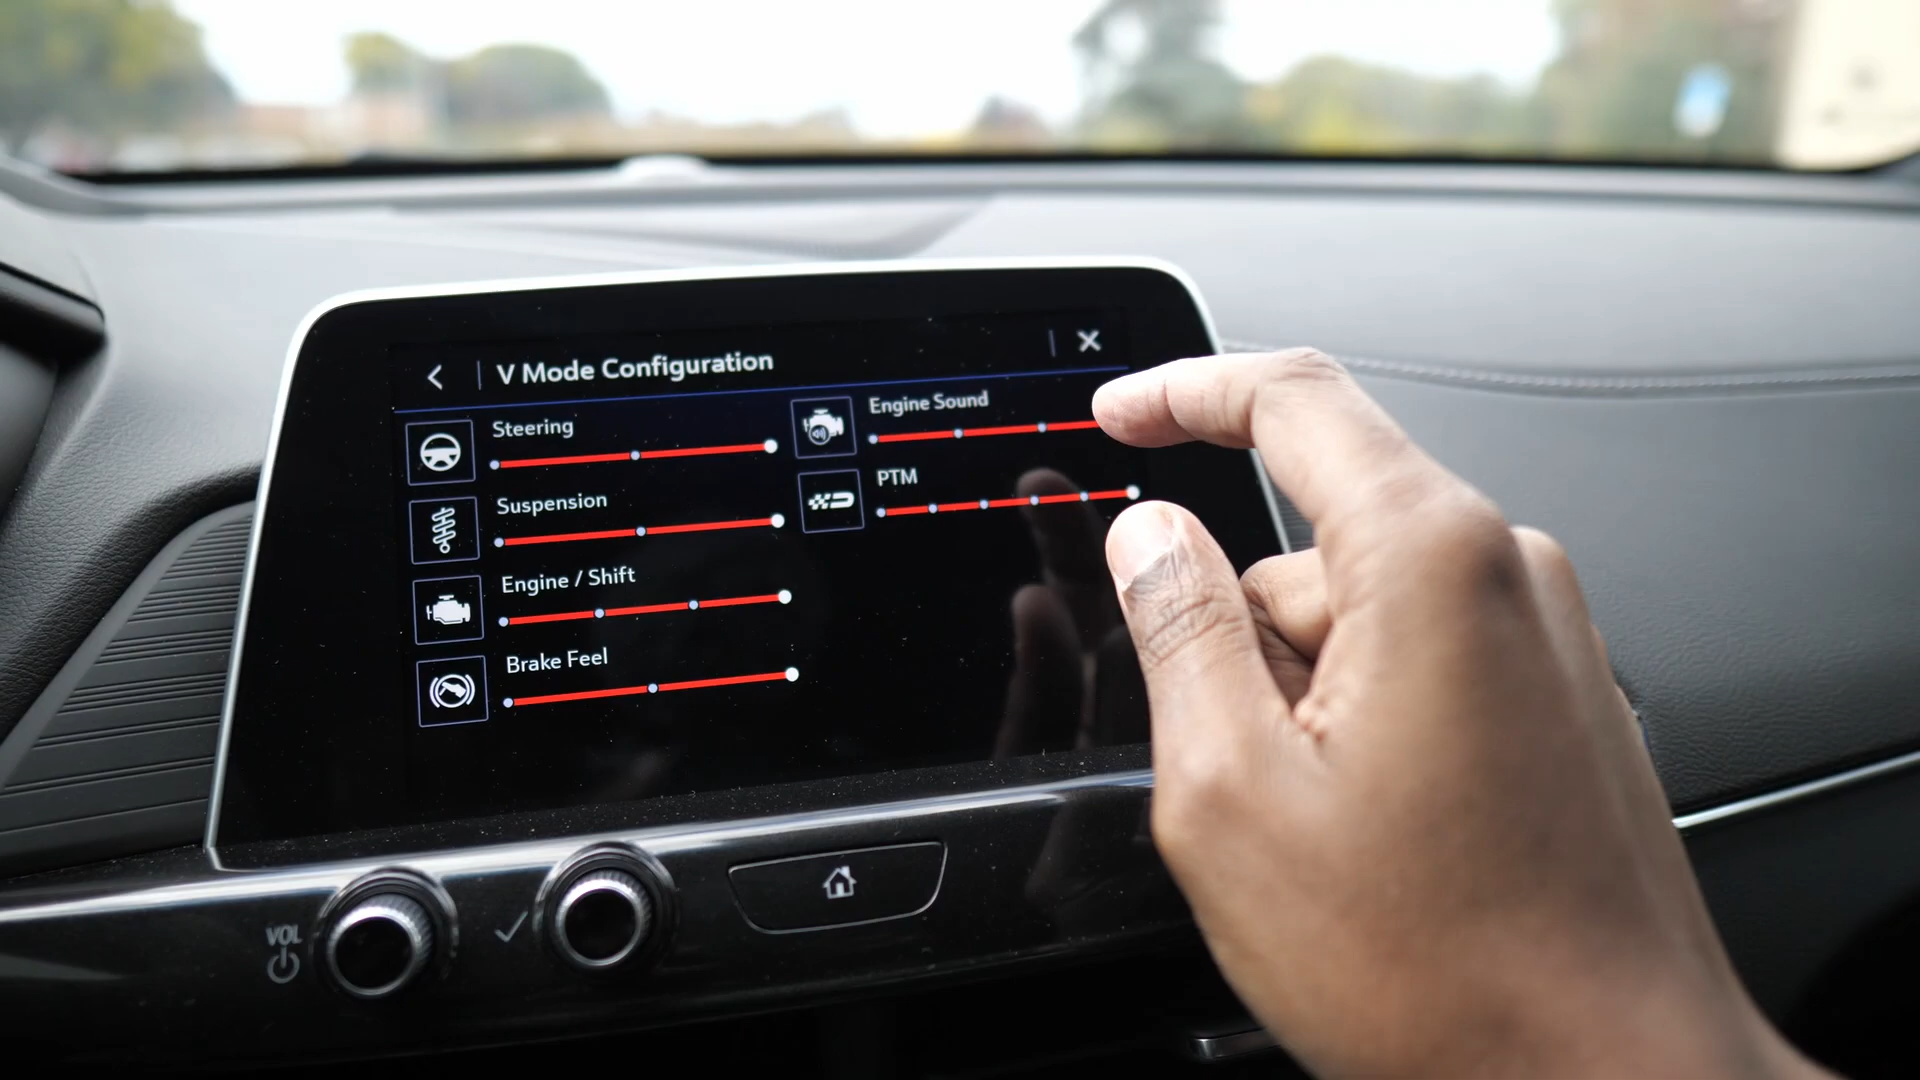 V Mode Configuration
Steering
Suspension
Engine / Shift
Brake Feel
Engine Sound
PTM
VOL